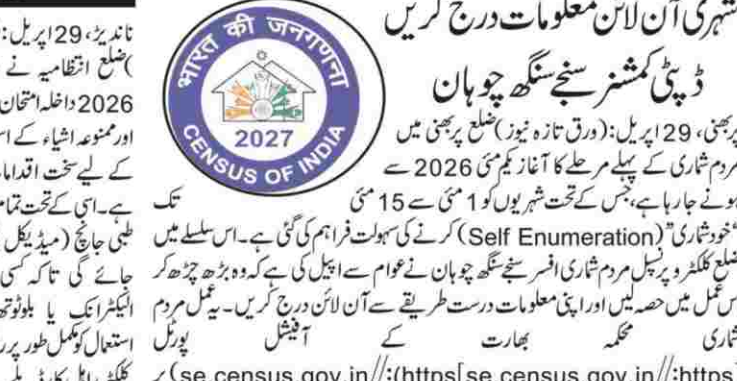 شہری آن لائن معلومات درج کریں
ڈپٹی کمشنر سنجے سنگھ چوہان
भारत की जनगणना
2027
CENSUS OF INDIA
پربھنی، 29 اپریل: (ورق تازہ نیوز) ضلع پربھنی میں
مردم شماری کے پہلے مرحلے کا آغاز یکم مئی 2026 سے
ہونے جا رہا ہے، جس کے تحت شہریوں کو 1 مئی سے 15 مئی تک
"خود شماری" (Self Enumeration) کرنے کی سہولت فراہم کی گئی ہے۔ اس سلسلے میں
ضلع کلکٹر و پرنسپل مردم شماری افسر سنجے سنگھ چوہان نے عوام سے اپیل کی ہے کہ وہ بڑھ چڑھ کر
اس عمل میں حصہ لیں اور اپنی معلومات درست طریقے سے آن لائن درج کریں۔ یہ عمل مردم
شماری محکمہ بھارت کے آفیشل پورٹل
https://se.census.gov.in](https://se.census.gov.in) پر
ناندیڑ، 29 اپریل:
)ضلع انتظامیہ نے
2026 داخلہ امتحان
اور ممنوعہ اشیاء کے
کے لیے سخت
ہے۔ اسی کے تحت تمام
طبی جانچ (میڈیکل
جائے گی تاکہ کسی
الیکٹرانک یا بلوٹوتھ
استعمال کو مکمل طور پر